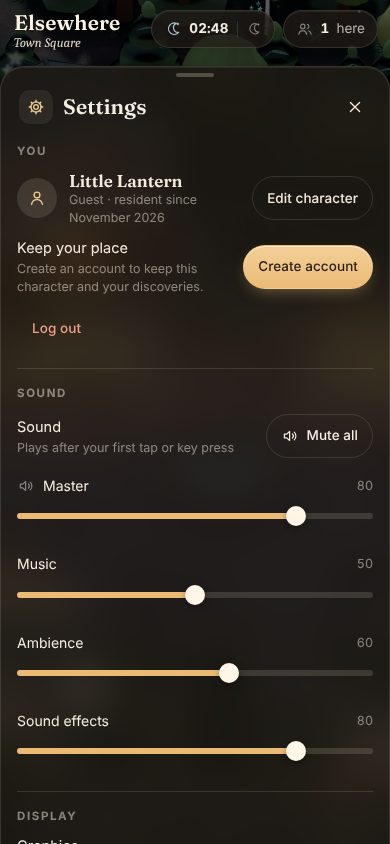 Elsewhere
Town Square
02:48
1 here
Settings
YOU
Little Lantern
Guest · resident since
November 2026
Edit character
Keep your place
Create an account to keep this
character and your discoveries.
Create account
Log out
SOUND
Sound
Plays after your first tap or key press
Mute all
Master 80
Music 50
Ambience 60
Sound effects 80
DISPLAY
Graphics